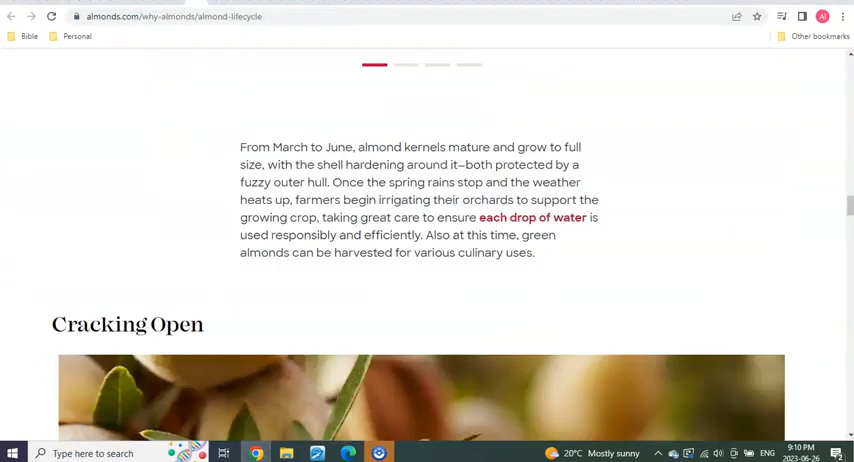 almonds.com/why-almonds/almond-lifecycle
AI
Bible
Personal
Other bookmarks
From March to June, almond kernels mature and grow to full
size, with the shell hardening around it—both protected by a
fuzzy outer hull. Once the spring rains stop and the weather
heats up, farmers begin irrigating their orchards to support the
growing crop, taking great care to ensure each drop of water is
used responsibly and efficiently. Also at this time, green
almonds can be harvested for various culinary uses.
Cracking Open
Type here to search
20°C Mostly sunny
ENG
9:10 PM
2023-06-26
2